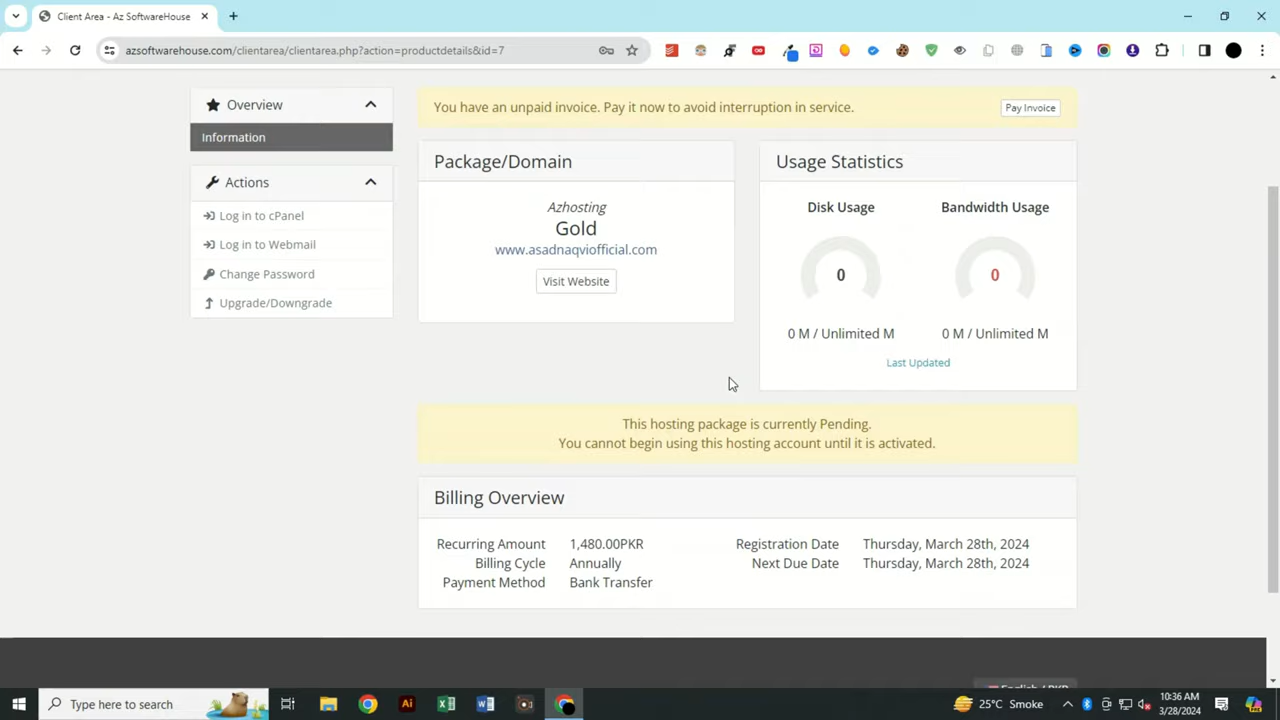 Client Area - Az SoftwareHouse
azsoftwarehouse.com/clientarea/clientarea.php?action=productdetails&id=7
Overview
Information
Actions
Log in to cPanel
Log in to Webmail
Change Password
Upgrade/Downgrade
You have an unpaid invoice. Pay it now to avoid interruption in service.
Pay Invoice
Package/Domain
Azhosting
Gold
www.asadnaqviofficial.com
Visit Website
Usage Statistics
Disk Usage
Bandwidth Usage
0
0
0 M / Unlimited M
0 M / Unlimited M
Last Updated
This hosting package is currently Pending.
You cannot begin using this hosting account until it is activated.
Billing Overview
Recurring Amount 1,480.00PKR
Billing Cycle Annually
Payment Method Bank Transfer
Registration Date Thursday, March 28th, 2024
Next Due Date Thursday, March 28th, 2024
English / PKR
Type here to search
Ai
25°C Smoke
10:36 AM
3/28/2024